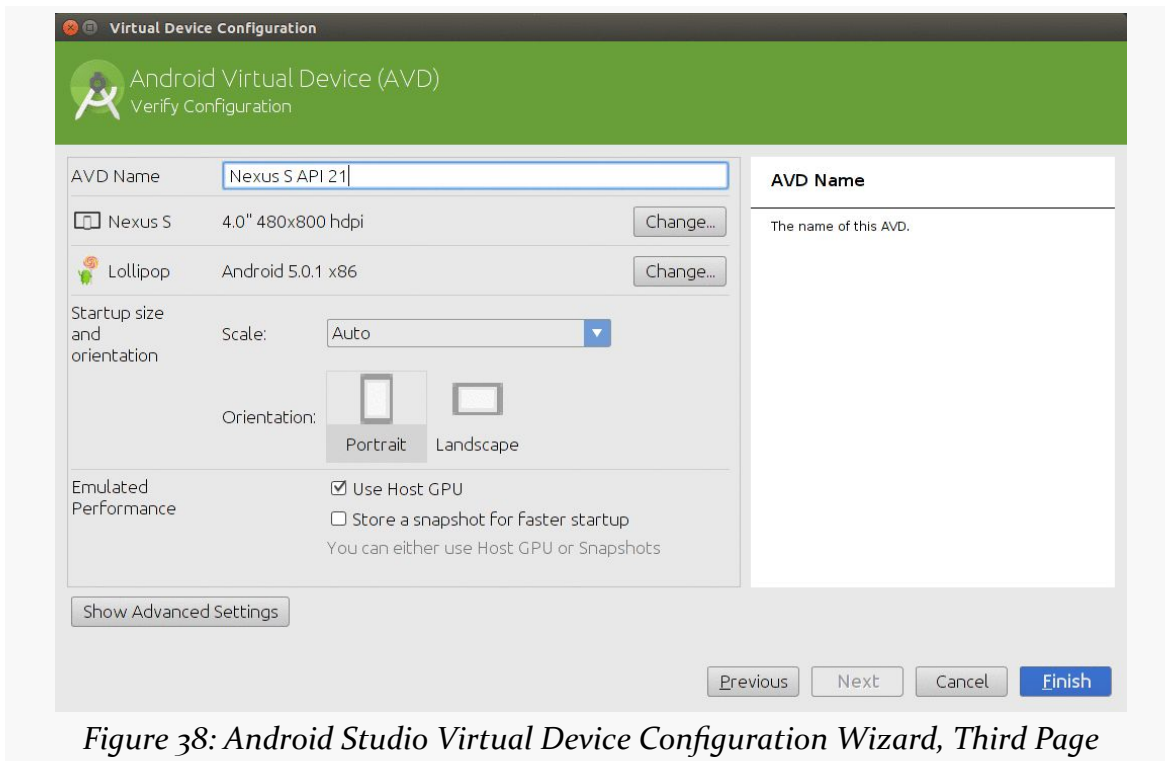 Virtual Device Configuration
Android Virtual Device (AVD)
Verify Configuration
AVD Name
Nexus S API 21
Nexus S
4.0" 480x800 hdpi
Change...
Lollipop
Android 5.0.1 x86
Change...
Startup size
and
orientation
Scale:
Auto
Orientation:
Portrait
Landscape
Emulated
Performance
Use Host GPU
Store a snapshot for faster startup
You can either use Host GPU or Snapshots
AVD Name
The name of this AVD.
Show Advanced Settings
Previous
Next
Cancel
Finish
Figure 38: Android Studio Virtual Device Configuration Wizard, Third Page